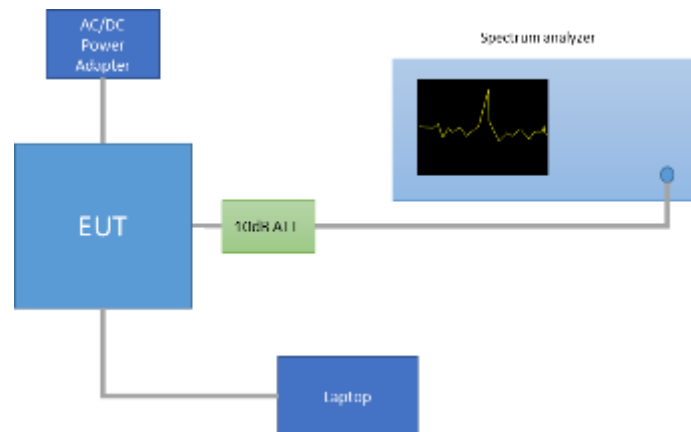 AC/DC
Power
Adapter
Spectrum analyzer
EUT
10dB ATT
Laptop